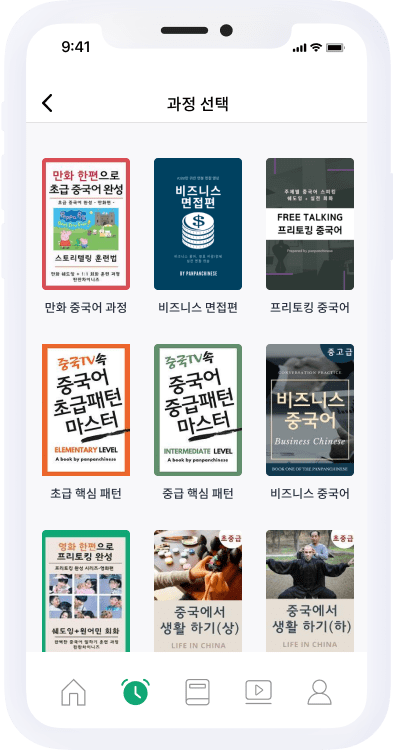 9:41
과정 선택
만화 한편으로
초급 중국어 완성
초급 중국어 완성 - 만화편 -
스토리텔링 훈련법
만화 쉐도잉 + 1:1 회화 훈련 과정
판판차이니즈
만화 중국어 과정
비즈니스
면접편
$
BY PANPANCHINESE
비즈니스 면접편
주제별 중국어 스피킹
쉐도잉 + 실전 회화
FREE TALKING
프리토킹 중국어
Prepared by panpanchinese
프리토킹 중국어
중국TV속
중국어
초급패턴
마스터
ELEMENTARY LEVEL
A book by panpanchinese
초급 핵심 패턴
중국TV속
중국어
중급패턴
마스터
INTERMEDIATE LEVEL
A book by panpanchinese
중급 핵심 패턴
중고급
CONVERSATION PRACTICE
비즈니스
중국어
Business Chinese
BOOK ONE OF THE PANPANCHINESE
비즈니스 중국어
영화 한편으로
프리토킹 완성
프리토킹 완성 시리즈-영화편
쉐도잉+원어민 회화
판판차이니즈
초중급
중국에서
생활 하기(상)
LIFE IN CHINA
초중급
중국에서
생활 하기(하)
LIFE IN CHINA